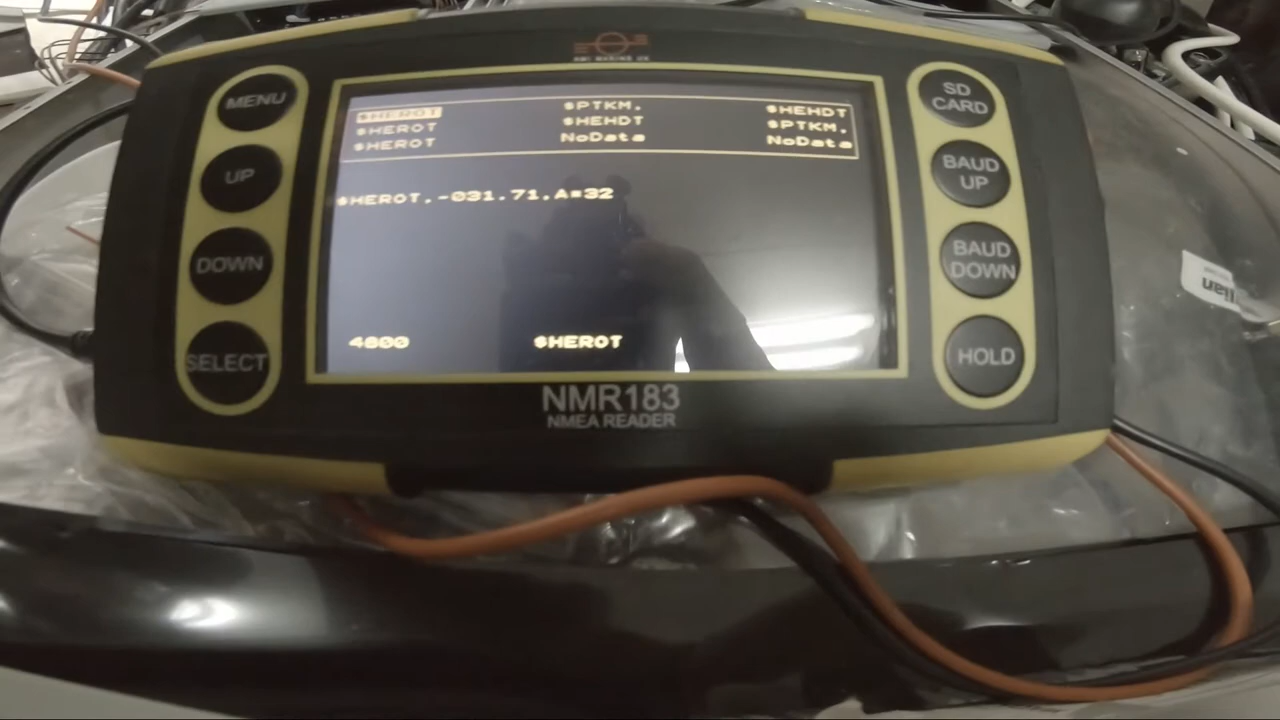 MENU
UP
DOWN
SELECT
$HEROT $PTKM, $HEHDT
$HEROT $HEHDT $PTKM,
$HEROT NoData NoData
$HEROT,-031.71,A*32
4800 $HEROT
NMR183
NMEA READER
SD CARD
BAUD UP
BAUD DOWN
HOLD